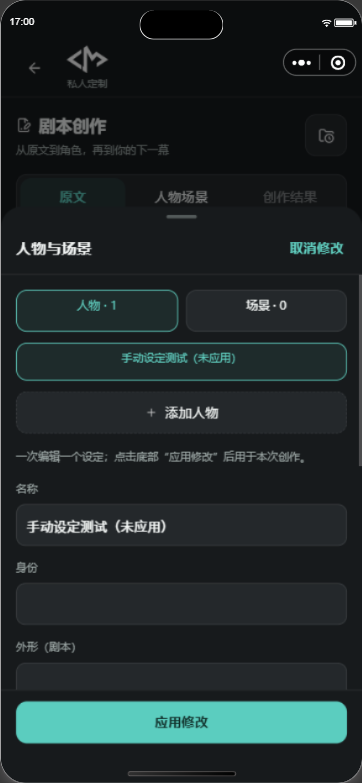 17:00
私人定制
剧本创作
从原文到角色，再到你的下一幕
原文 人物场景 创作结果
人物与场景 取消修改
人物 · 1 场景 · 0
手动设定测试（未应用）
+ 添加人物
一次编辑一个设定；点击底部“应用修改”后用于本次创作。
名称
手动设定测试（未应用）
身份
外形（剧本）
应用修改